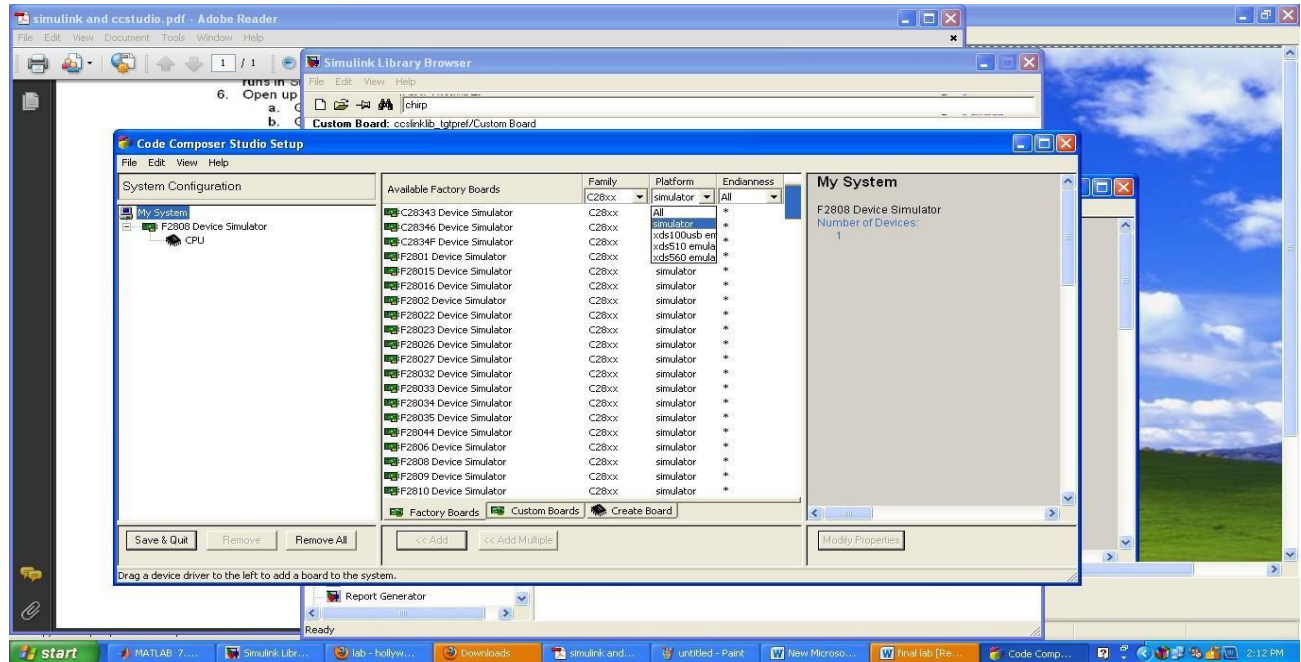 simulink and ccstudio.pdf - Adobe Reader
File Edit View Document Tools Window Help
1 / 1
runs in
6. Open up
a.
b.
Simulink Library Browser
File Edit View Help
chirp
Custom Board: ccslinklib_tgtpref/Custom Board
Code Composer Studio Setup
File Edit View Help
System Configuration
My System
F2808 Device Simulator
CPU
Available Factory Boards Family Platform Endianness
C28xx simulator All
All
simulator
xds100usb em
xds510 emula
xds560 emula
C28343 Device Simulator C28xx *
C28346 Device Simulator C28xx *
C2834F Device Simulator C28xx *
F2801 Device Simulator C28xx *
F28015 Device Simulator C28xx simulator *
F28016 Device Simulator C28xx simulator *
F2802 Device Simulator C28xx simulator *
F28022 Device Simulator C28xx simulator *
F28023 Device Simulator C28xx simulator *
F28026 Device Simulator C28xx simulator *
F28027 Device Simulator C28xx simulator *
F28032 Device Simulator C28xx simulator *
F28033 Device Simulator C28xx simulator *
F28034 Device Simulator C28xx simulator *
F28035 Device Simulator C28xx simulator *
F28044 Device Simulator C28xx simulator *
F2806 Device Simulator C28xx simulator *
F2808 Device Simulator C28xx simulator *
F2809 Device Simulator C28xx simulator *
F2810 Device Simulator C28xx simulator *
Factory Boards Custom Boards Create Board
My System
F2808 Device Simulator
Number of Devices:
1
Save & Quit Remove Remove All << Add << Add Multiple Modify Properties
Drag a device driver to the left to add a board to the system.
Report Generator
Ready
start MATLAB 7.... Simulink Libr... lab - hollyw... Downloads simulink and... untitled - Paint New Microso... final lab [Re... Code Comp... 2:12 PM